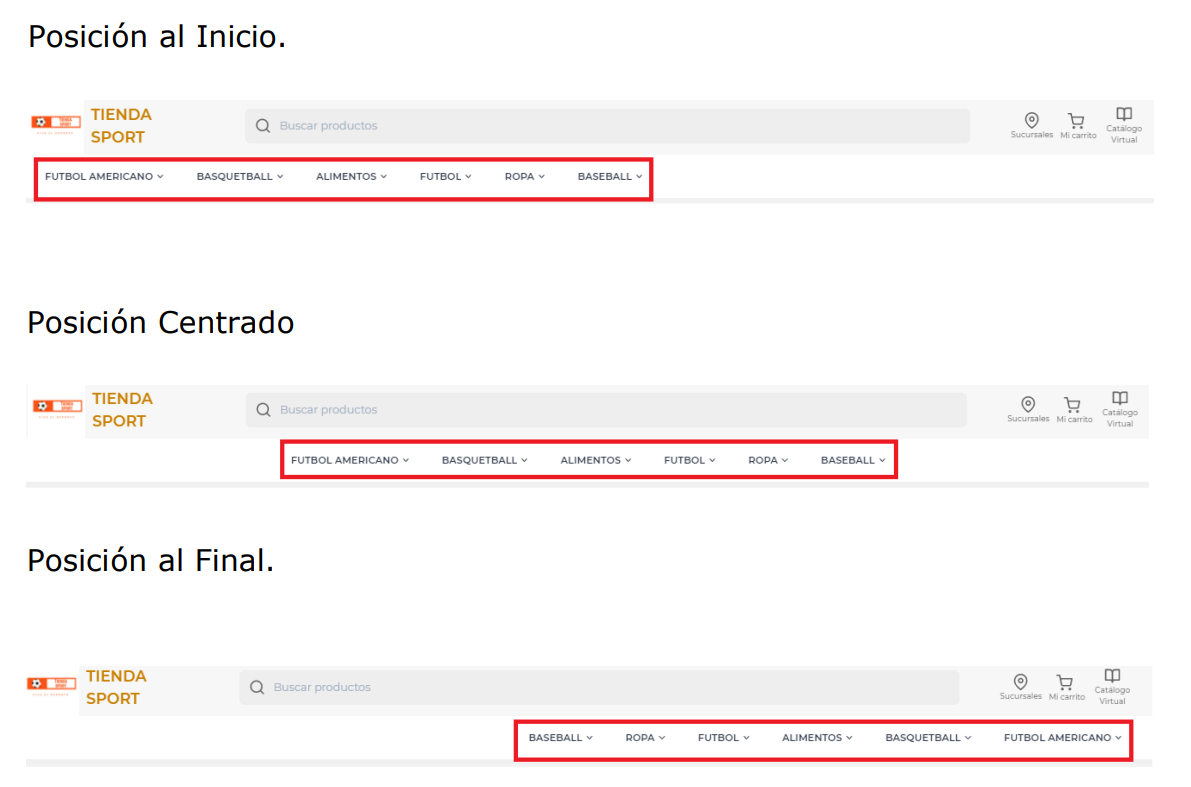 Posición al Inicio.
TIENDA
SPORT
Buscar productos
Sucursales
Mi carrito
Catálogo
Virtual
FUTBOL AMERICANO BASQUETBALL ALIMENTOS FUTBOL ROPA BASEBALL
Posición Centrado
TIENDA
SPORT
Buscar productos
Sucursales
Mi carrito
Catálogo
Virtual
FUTBOL AMERICANO BASQUETBALL ALIMENTOS FUTBOL ROPA BASEBALL
Posición al Final.
TIENDA
SPORT
Buscar productos
Sucursales
Mi carrito
Catálogo
Virtual
BASEBALL ROPA FUTBOL ALIMENTOS BASQUETBALL FUTBOL AMERICANO